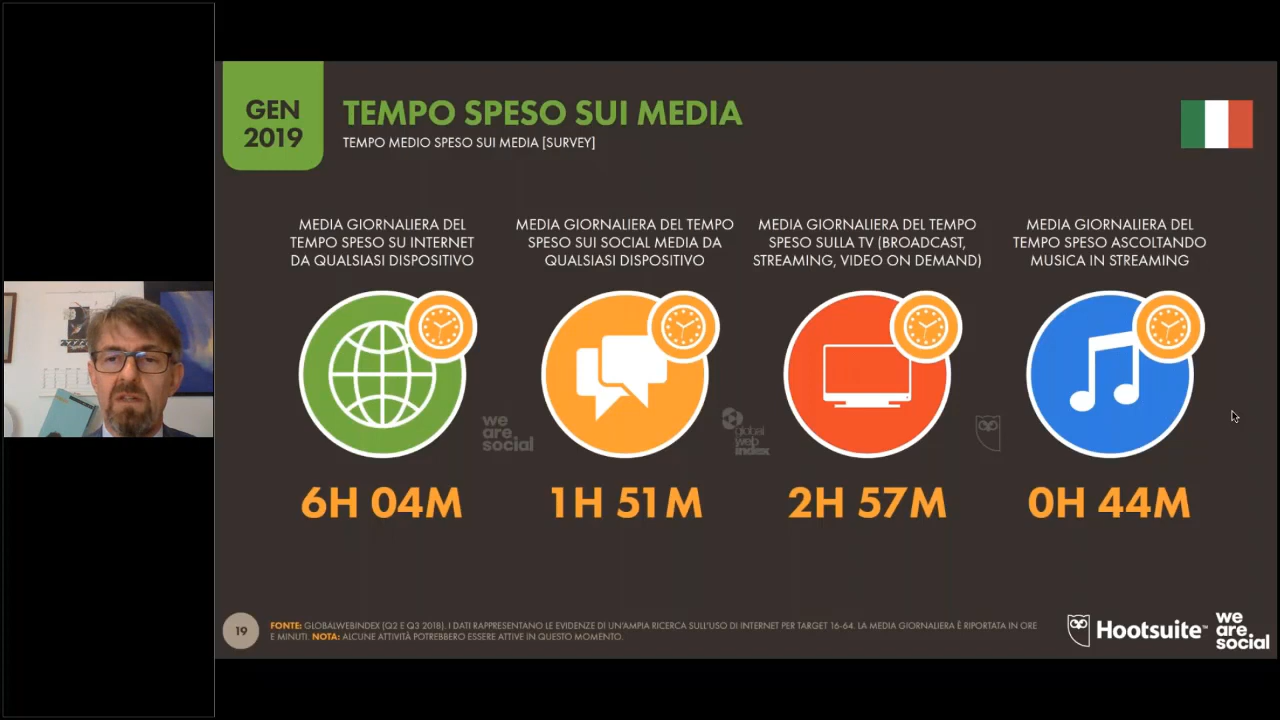 GEN
2019
TEMPO SPESO SUI MEDIA
TEMPO MEDIO SPESO SUI MEDIA [SURVEY]
MEDIA GIORNALIERA DEL
TEMPO SPESO SU INTERNET
DA QUALSIASI DISPOSITIVO
6H 04M
MEDIA GIORNALIERA DEL TEMPO
SPESO SUI SOCIAL MEDIA DA
QUALSIASI DISPOSITIVO
1H 51M
MEDIA GIORNALIERA DEL TEMPO
SPESO SULLA TV (BROADCAST,
STREAMING, VIDEO ON DEMAND)
2H 57M
MEDIA GIORNALIERA DEL
TEMPO SPESO ASCOLTANDO
MUSICA IN STREAMING
0H 44M
we
are
social
global
web
index
19
FONTE: GLOBALWEBINDEX (Q2 E Q3 2018). I DATI RAPPRESENTANO LE EVIDENZE DI UN'AMPIA RICERCA SULL'USO DI INTERNET PER TARGET 16-64. LA MEDIA GIORNALIERA È RIPORTATA IN ORE
E MINUTI. NOTA: ALCUNE ATTIVITÀ POTREBBERO ESSERE ATTIVE IN QUESTO MOMENTO.
Hootsuite™
we
are
social